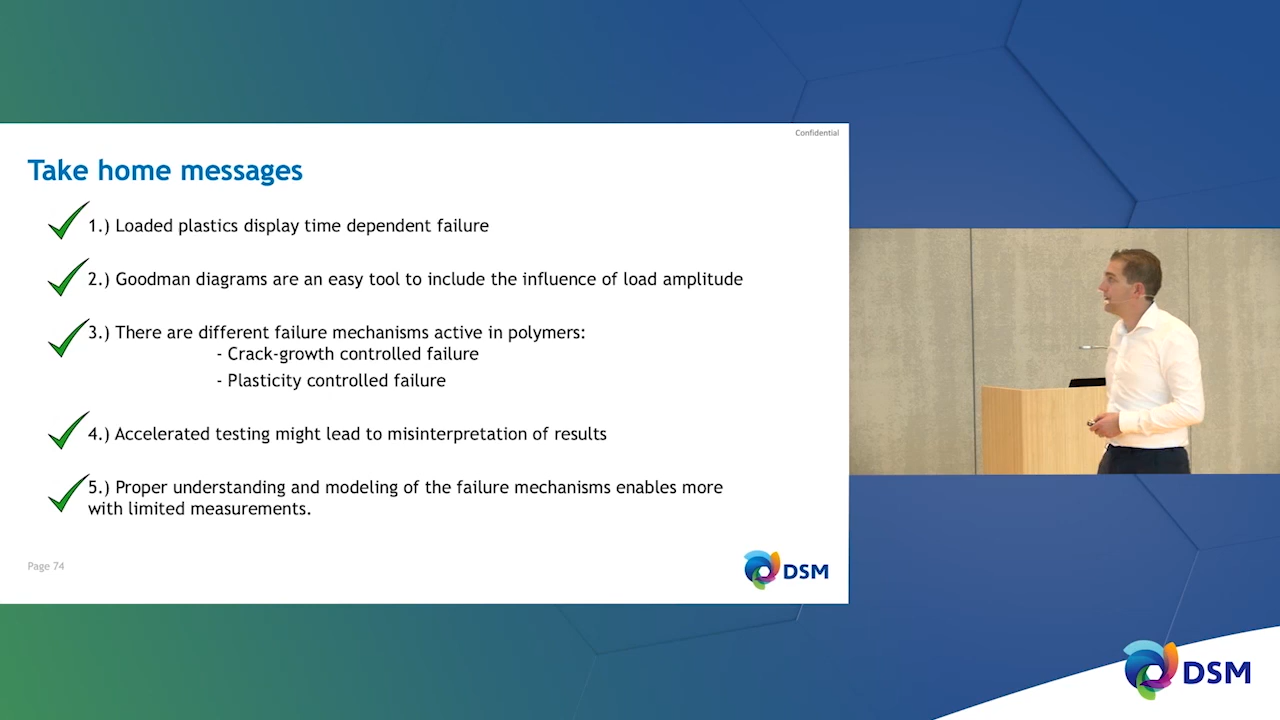 Confidential
Take home messages
1.) Loaded plastics display time dependent failure
2.) Goodman diagrams are an easy tool to include the influence of load amplitude
3.) There are different failure mechanisms active in polymers:
- Crack-growth controlled failure
- Plasticity controlled failure
4.) Accelerated testing might lead to misinterpretation of results
5.) Proper understanding and modeling of the failure mechanisms enables more
with limited measurements.
Page 74
DSM
DSM